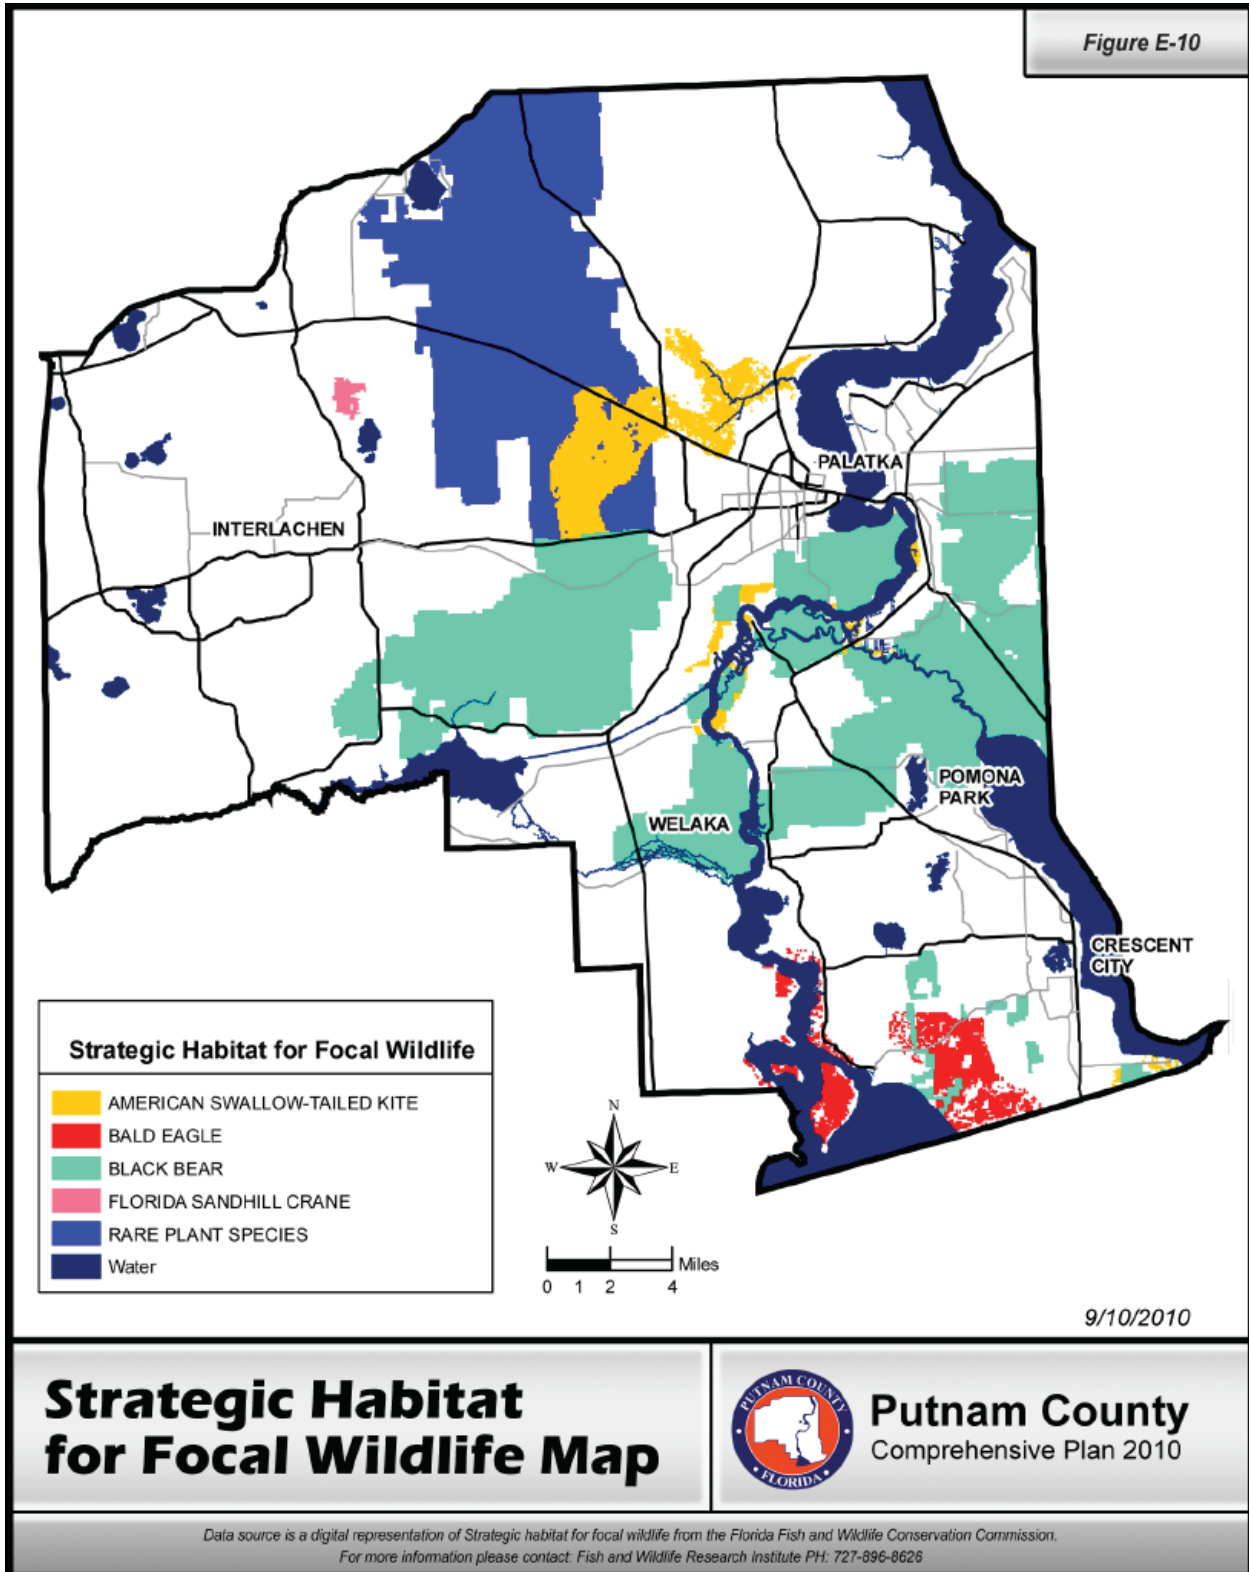 Figure E-10
PALATKA
INTERLACHEN
POMONA
PARK
WELAKA
CRESCENT
CITY
Strategic Habitat for Focal Wildlife
AMERICAN SWALLOW-TAILED KITE
BALD EAGLE
BLACK BEAR
FLORIDA SANDHILL CRANE
RARE PLANT SPECIES
Water
N
W E
S
Miles
0 1 2 4
9/10/2010
Strategic Habitat
for Focal Wildlife Map
PUTNAM COUNTY
• FLORIDA •
Putnam County
Comprehensive Plan 2010
Data source is a digital representation of Strategic habitat for focal wildlife from the Florida Fish and Wildlife Conservation Commission.
For more information please contact: Fish and Wildlife Research Institute PH: 727-896-8626